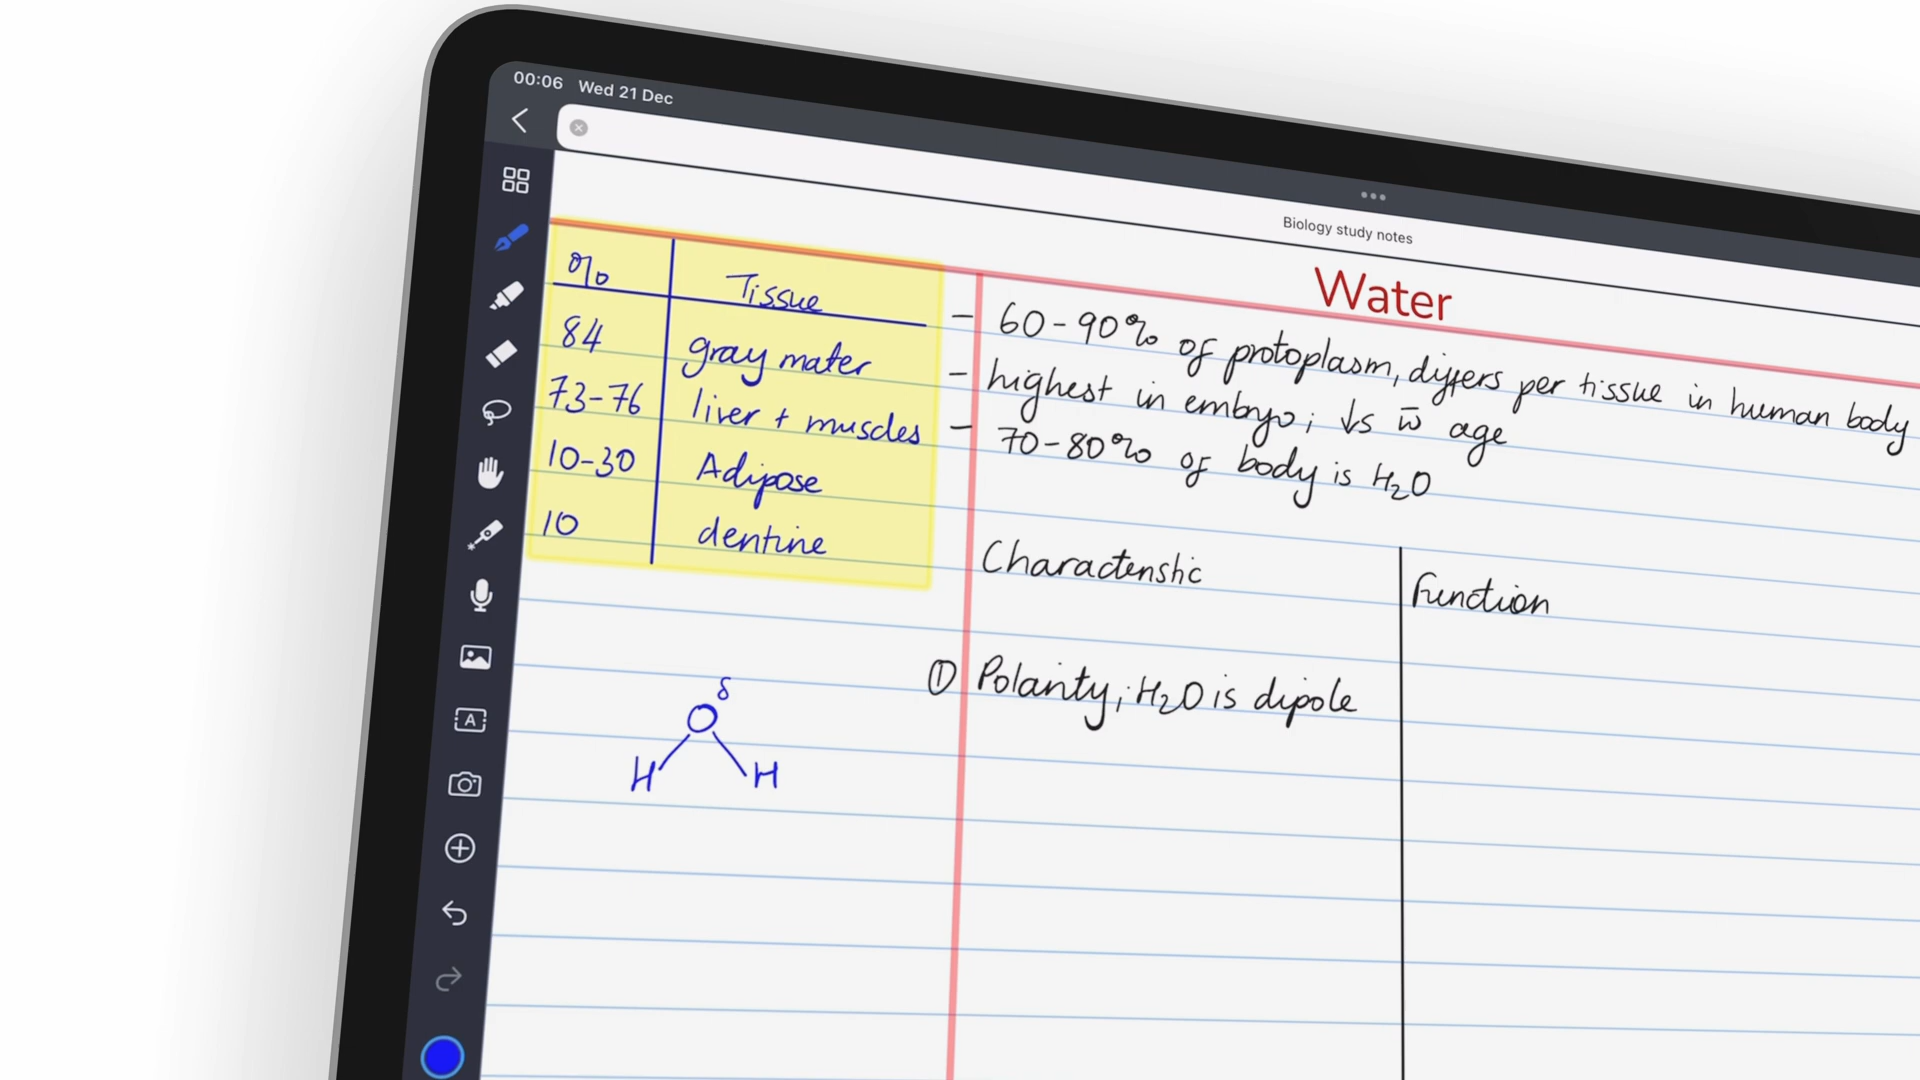 00:06 Wed 21 Dec
Biology study notes
Water
% Tissue
84 gray mater
73-76 liver + muscles
10-30 Adipose
10 dentine
- 60-90% of protoplasm, differs per tissue in human body
- highest in embryo; ↓s w̅ age
- 70-80% of body is H₂O
Characteristic Function
① Polarity; H₂O is dipole
δ
O
H H
A